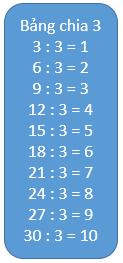 Bảng chia 3
3 : 3 = 1
6 : 3 = 2
9 : 3 = 3
12 : 3 = 4
15 : 3 = 5
18 : 3 = 6
21 : 3 = 7
24 : 3 = 8
27 : 3 = 9
30 : 3 = 10